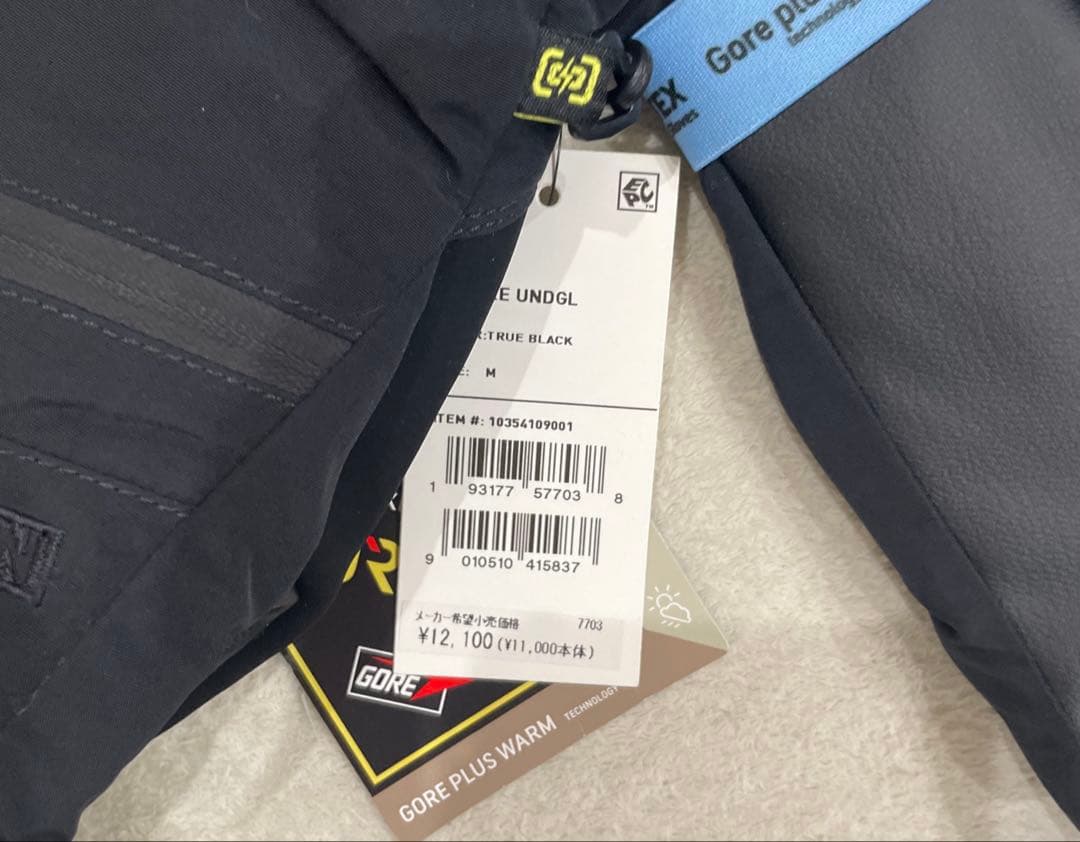 Gore plus
technology
EX
gloves
E UNDGL
R:TRUE BLACK
E: M
ITEM #: 10354109001
1 93177 57703 8
9 010510 415837
メーカー希望小売価格 7703
¥12,100(¥11,000本体)
GORE
GORE PLUS WARM TECHNOLOGY